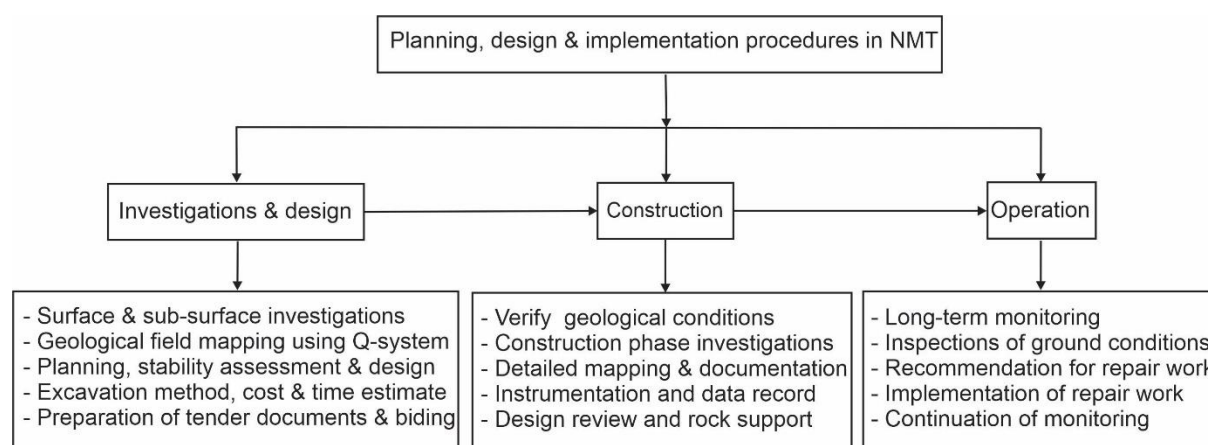 Planning, design & implementation procedures in NMT
Investigations & design
Construction
Operation
- Surface & sub-surface investigations
- Geological field mapping using Q-system
- Planning, stability assessment & design
- Excavation method, cost & time estimate
- Preparation of tender documents & biding
- Verify geological conditions
- Construction phase investigations
- Detailed mapping & documentation
- Instrumentation and data record
- Design review and rock support
- Long-term monitoring
- Inspections of ground conditions
- Recommendation for repair work
- Implementation of repair work
- Continuation of monitoring